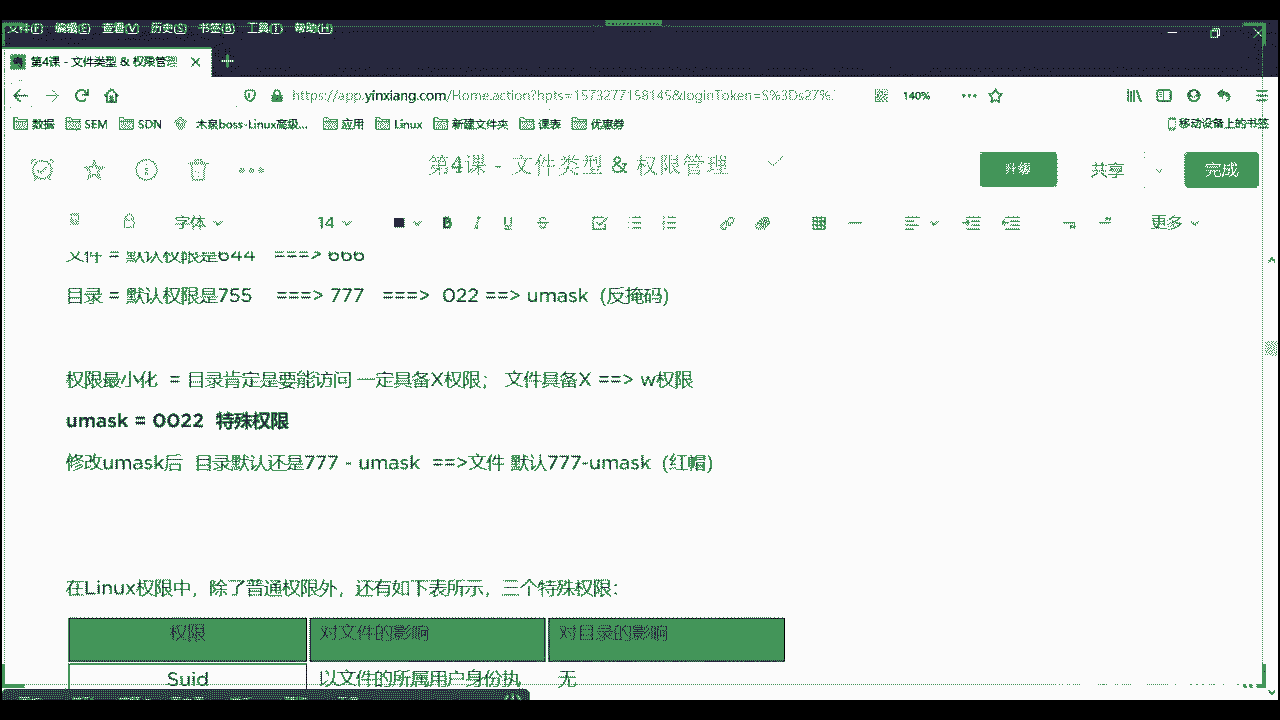 文件(F) 编辑(E) 查看(V) 历史(S) 书签(B) 工具(T) 帮助(H)
第4课 - 文件类型 & 权限管理
https://app.yinxiang.com/Home.action?hpts=1573277158145&loginToken=S%3Ds27%
140%
数据 SEM SDN 木泉boss-Linux高级... 应用 Linux 新建文件夹 课表 优惠券 移动设备上的书签
第4课 - 文件类型 & 权限管理
升级 共享 完成
字体 14 B I U S 更多
文件 = 默认权限是644 ===> 666
目录 = 默认权限是755 ===> 777 ===> 022 ==> umask (反掩码)
权限最小化 = 目录肯定是要能访问 一定具备X权限; 文件具备X ==> w权限
umask = 0022 特殊权限
修改umask后 目录默认还是777 - umask ==>文件 默认777-umask (红帽)
在Linux权限中,除了普通权限外,还有如下表所示,三个特殊权限:
权限 对文件的影响 对目录的影响
Suid 以文件的所属用户身份执 无